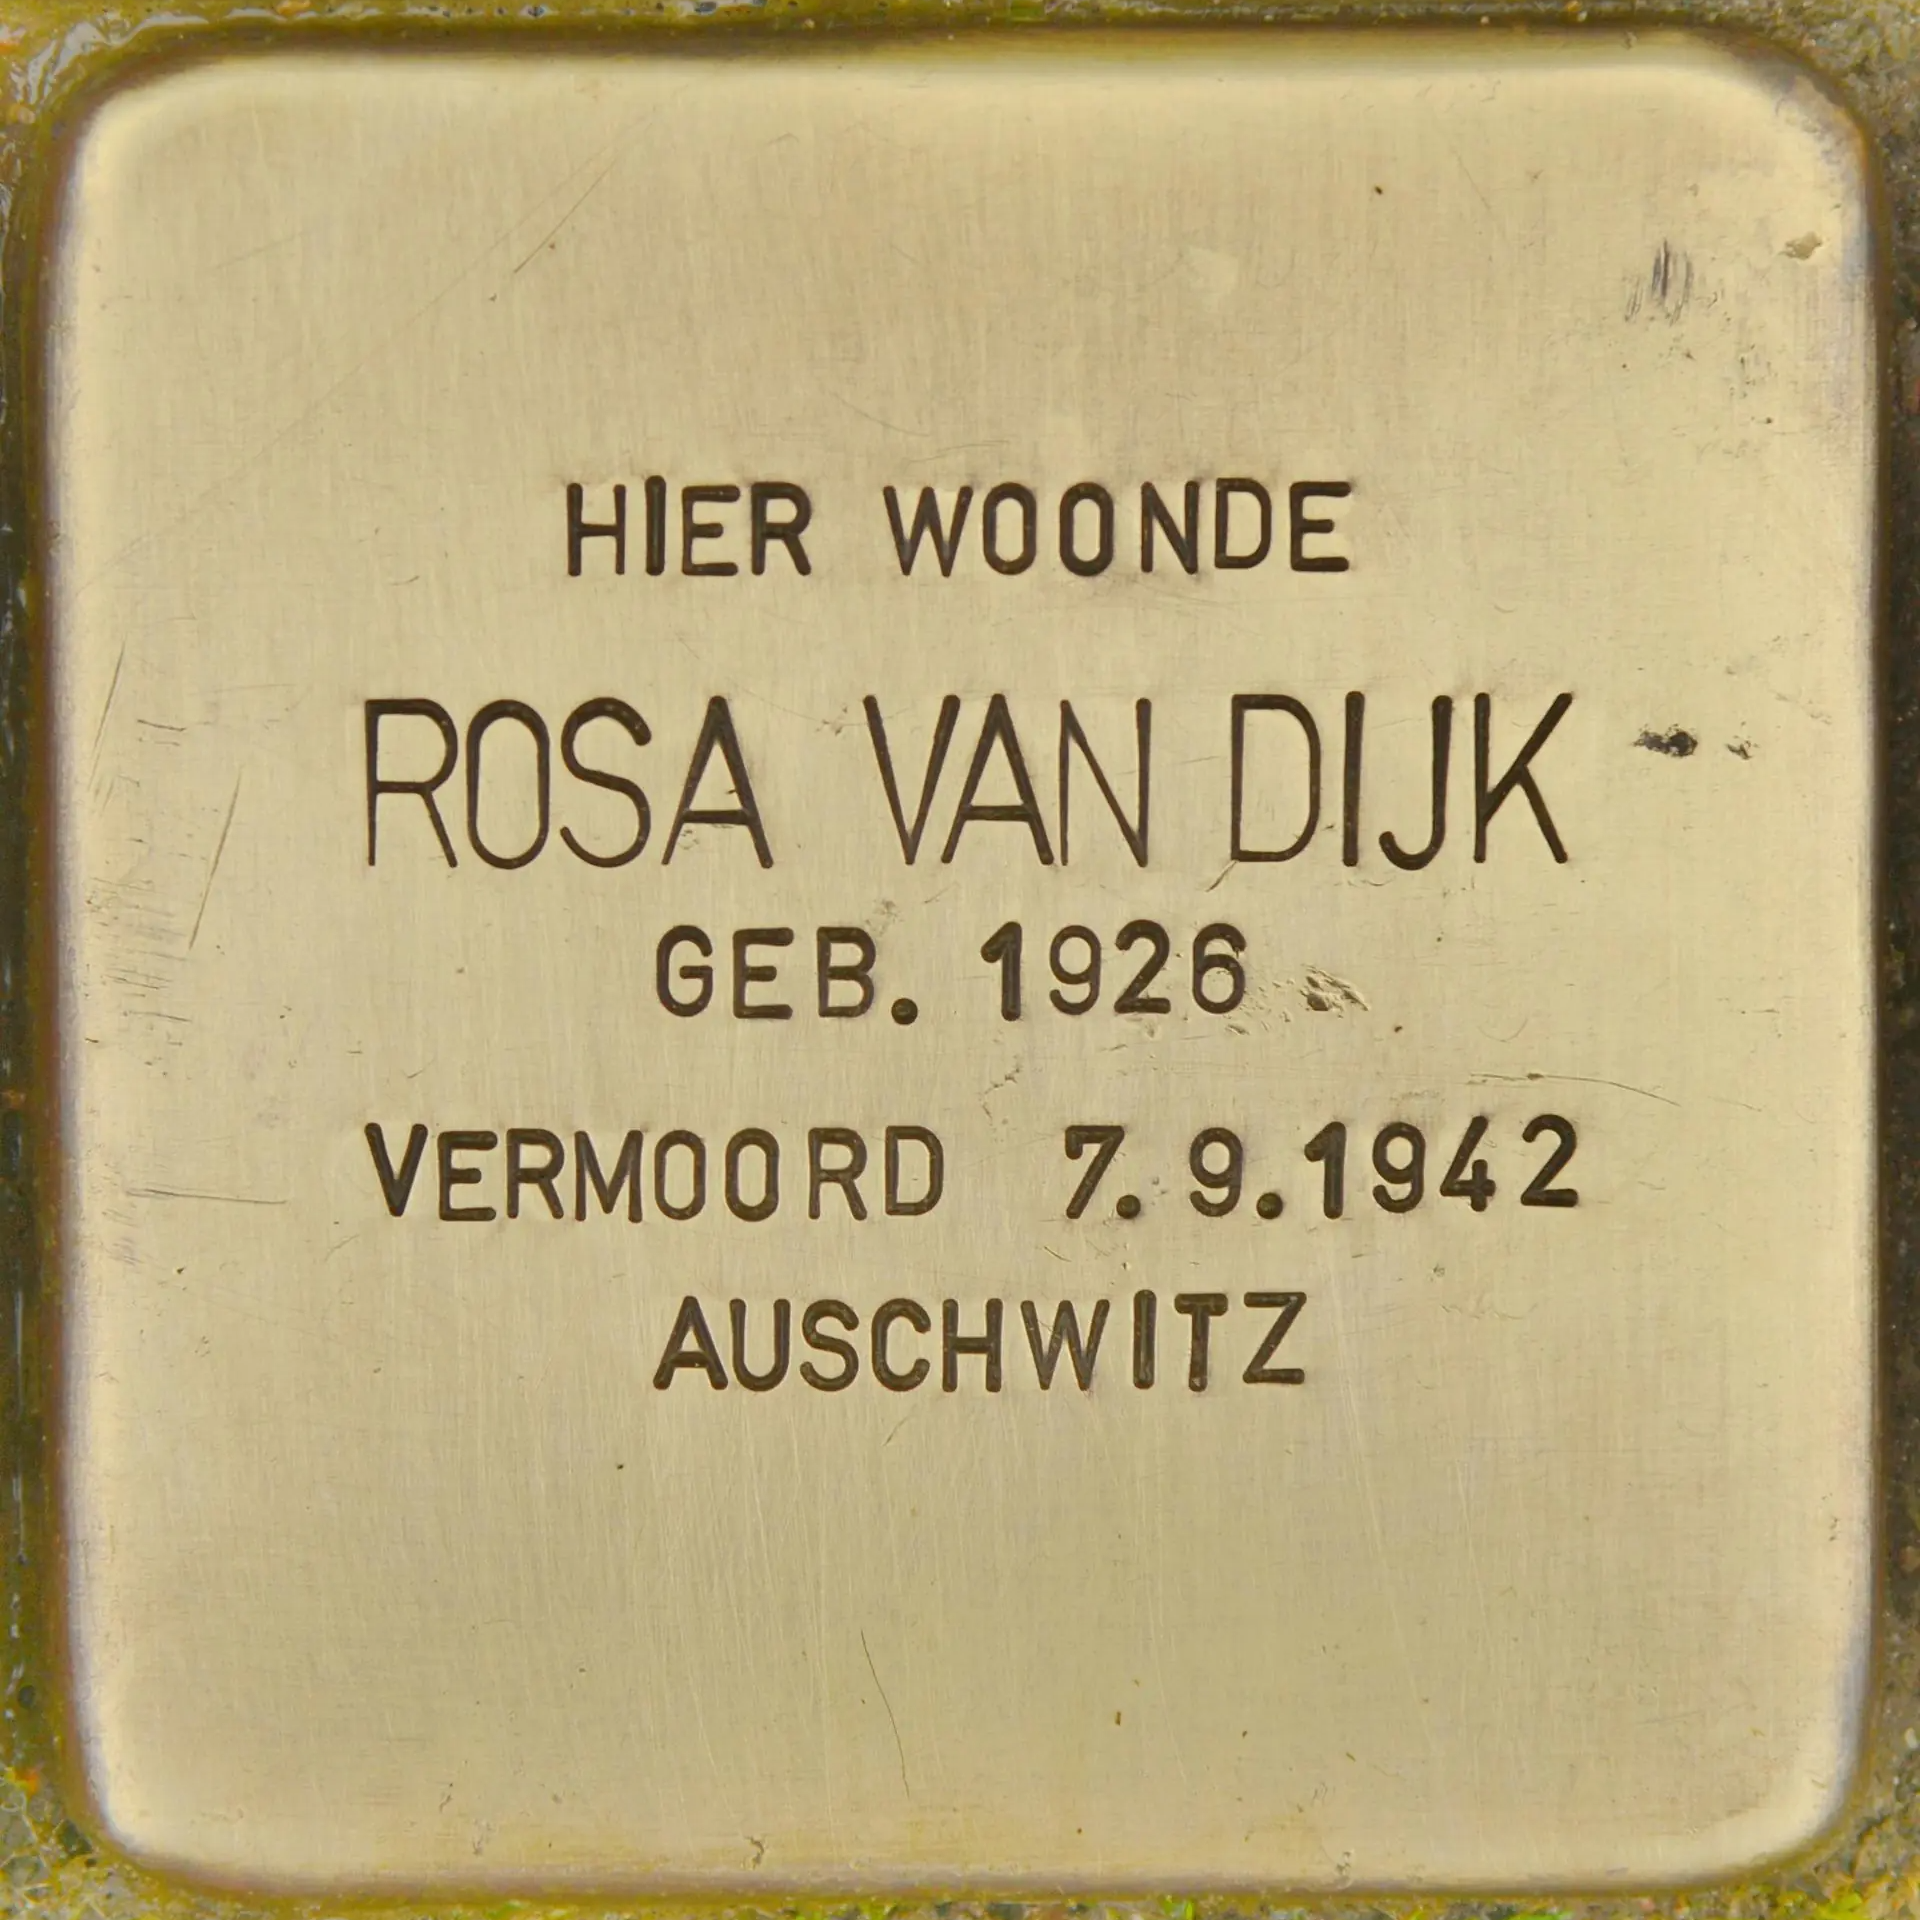 HIER WOONDE
ROSA VAN DIJK
GEB. 1926
VERMOORD 7.9.1942
AUSCHWITZ